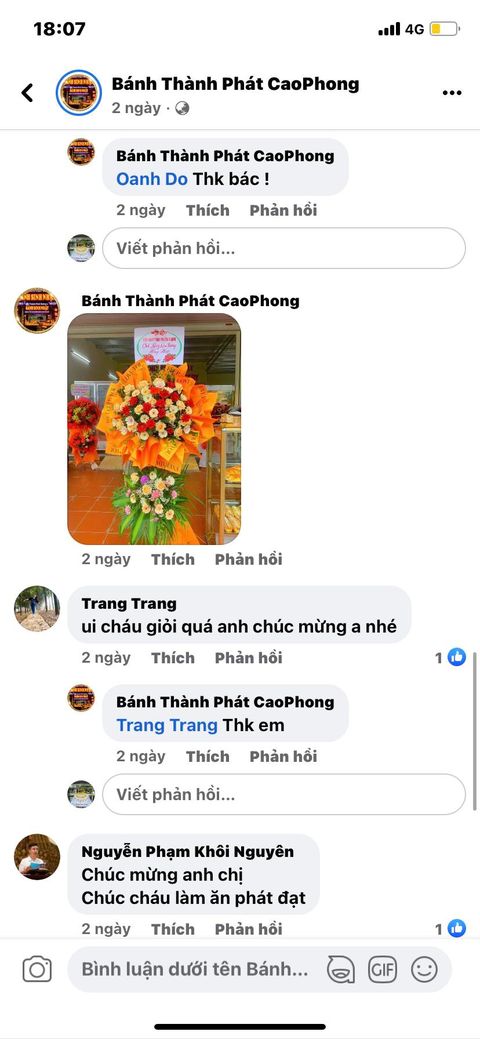 18:07
4G
Bánh Thành Phát CaoPhong
2 ngày ·
Bánh Thành Phát CaoPhong
Oanh Do Thk bác !
2 ngày Thích Phản hồi
Viết phản hồi...
Bánh Thành Phát CaoPhong
2 ngày Thích Phản hồi
Trang Trang
ui cháu giỏi quá anh chúc mừng a nhé
2 ngày Thích Phản hồi 1
Bánh Thành Phát CaoPhong
Trang Trang Thk em
2 ngày Thích Phản hồi
Viết phản hồi...
Nguyễn Phạm Khôi Nguyên
Chúc mừng anh chị
Chúc cháu làm ăn phát đạt
2 ngày Thích Phản hồi 1
Bình luận dưới tên Bánh...
GIF